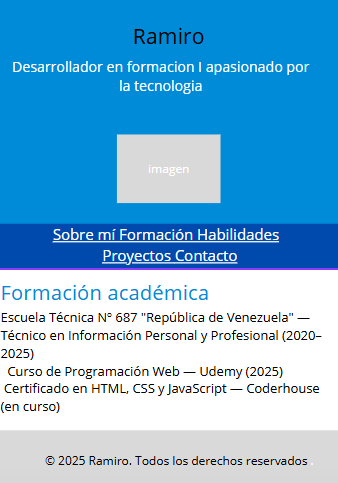 Ramiro
Desarrollador en formacion I apasionado por
la tecnologia
imagen
Sobre mí Formación Habilidades
Proyectos Contacto
Formación académica
Escuela Técnica N° 687 "República de Venezuela" —
Técnico en Información Personal y Profesional (2020–
2025)
Curso de Programación Web — Udemy (2025)
Certificado en HTML, CSS y JavaScript — Coderhouse
(en curso)
© 2025 Ramiro. Todos los derechos reservados .